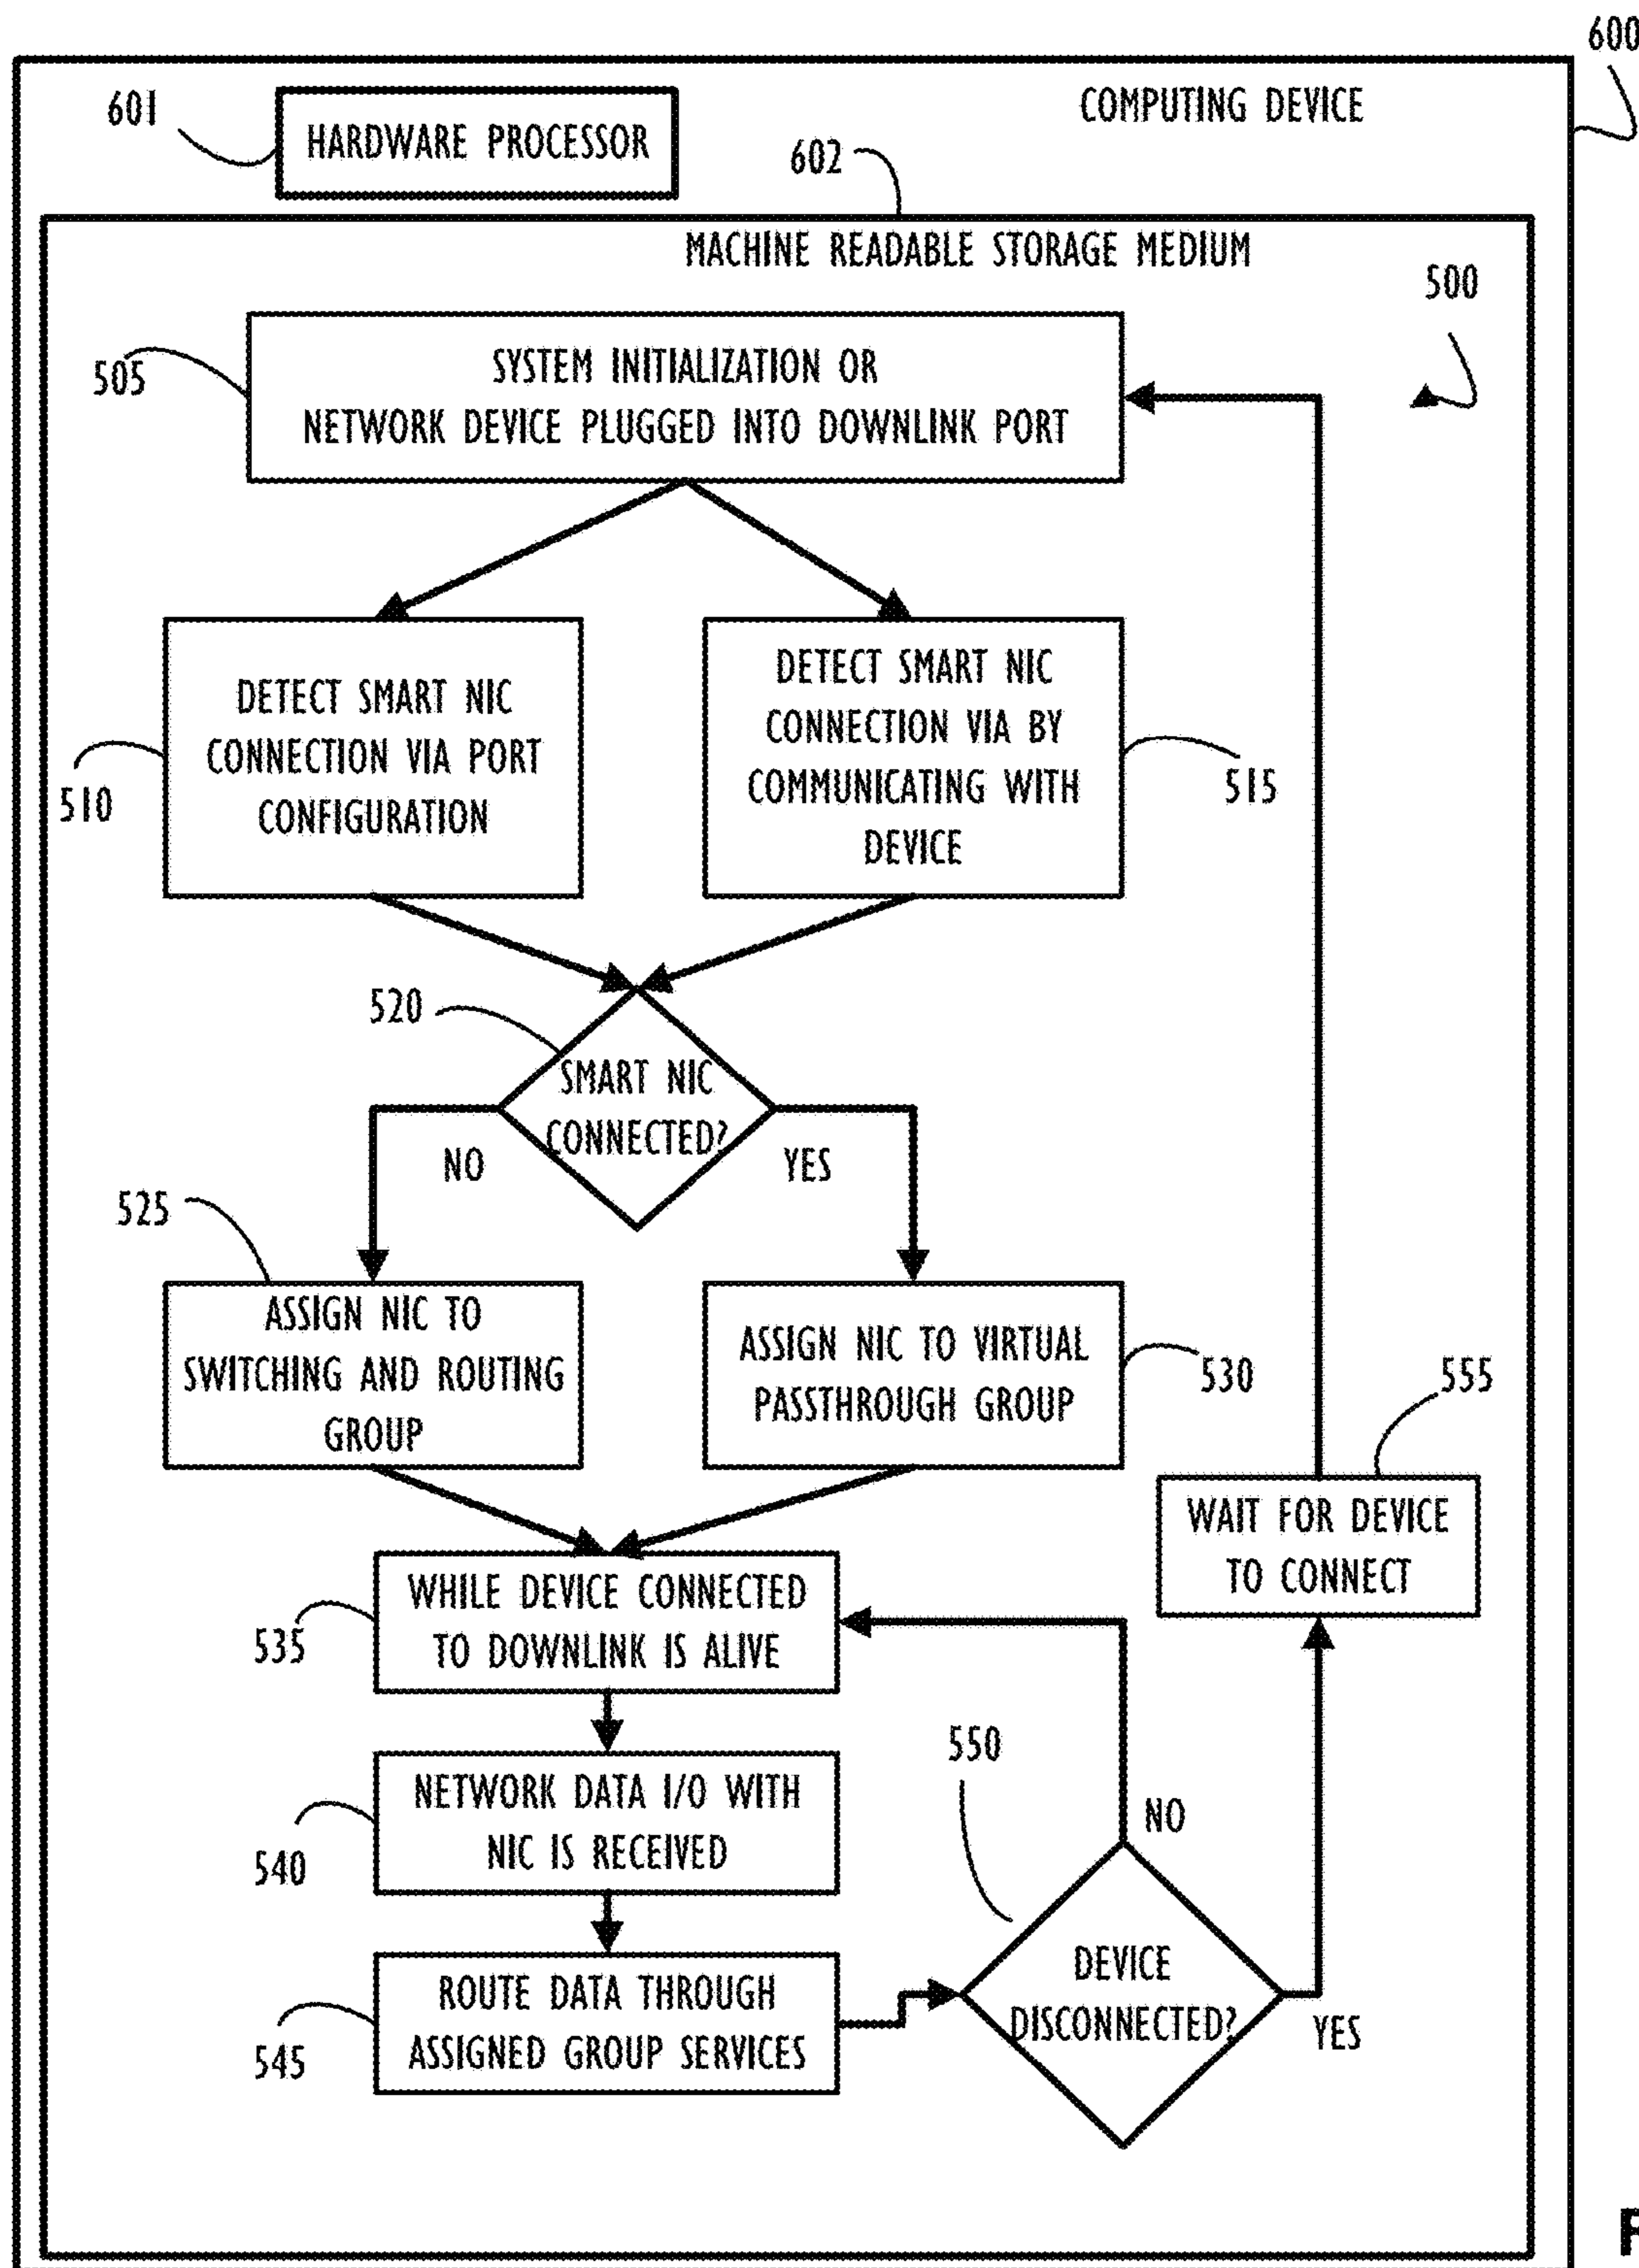 600
601
HARDWARE PROCESSOR
COMPUTING DEVICE
602
MACHINE READABLE STORAGE MEDIUM
500
505
SYSTEM INITIALIZATION OR
NETWORK DEVICE PLUGGED INTO DOWNLINK PORT
510
DETECT SMART NIC
CONNECTION VIA PORT
CONFIGURATION
DETECT SMART NIC
CONNECTION VIA BY
COMMUNICATING WITH
DEVICE
515
520
SMART NIC
CONNECTED?
NO
YES
525
ASSIGN NIC TO
SWITCHING AND ROUTING
GROUP
ASSIGN NIC TO VIRTUAL
PASSTHROUGH GROUP
530
555
WAIT FOR DEVICE
TO CONNECT
535
WHILE DEVICE CONNECTED
TO DOWNLINK IS ALIVE
540
NETWORK DATA I/O WITH
NIC IS RECEIVED
550
NO
545
ROUTE DATA THROUGH
ASSIGNED GROUP SERVICES
DEVICE
DISCONNECTED?
YES